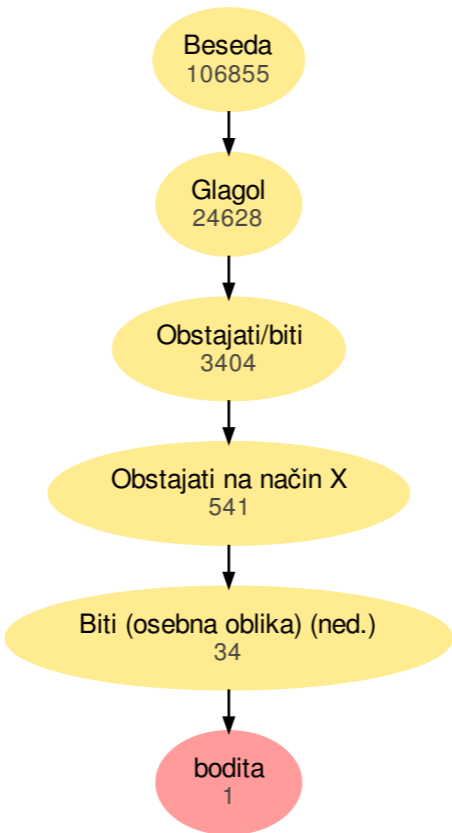 Beseda
106855
Glagol
24628
Obstajati/biti
3404
Obstajati na način X
541
Biti (osebna oblika) (ned.)
34
bodita
1